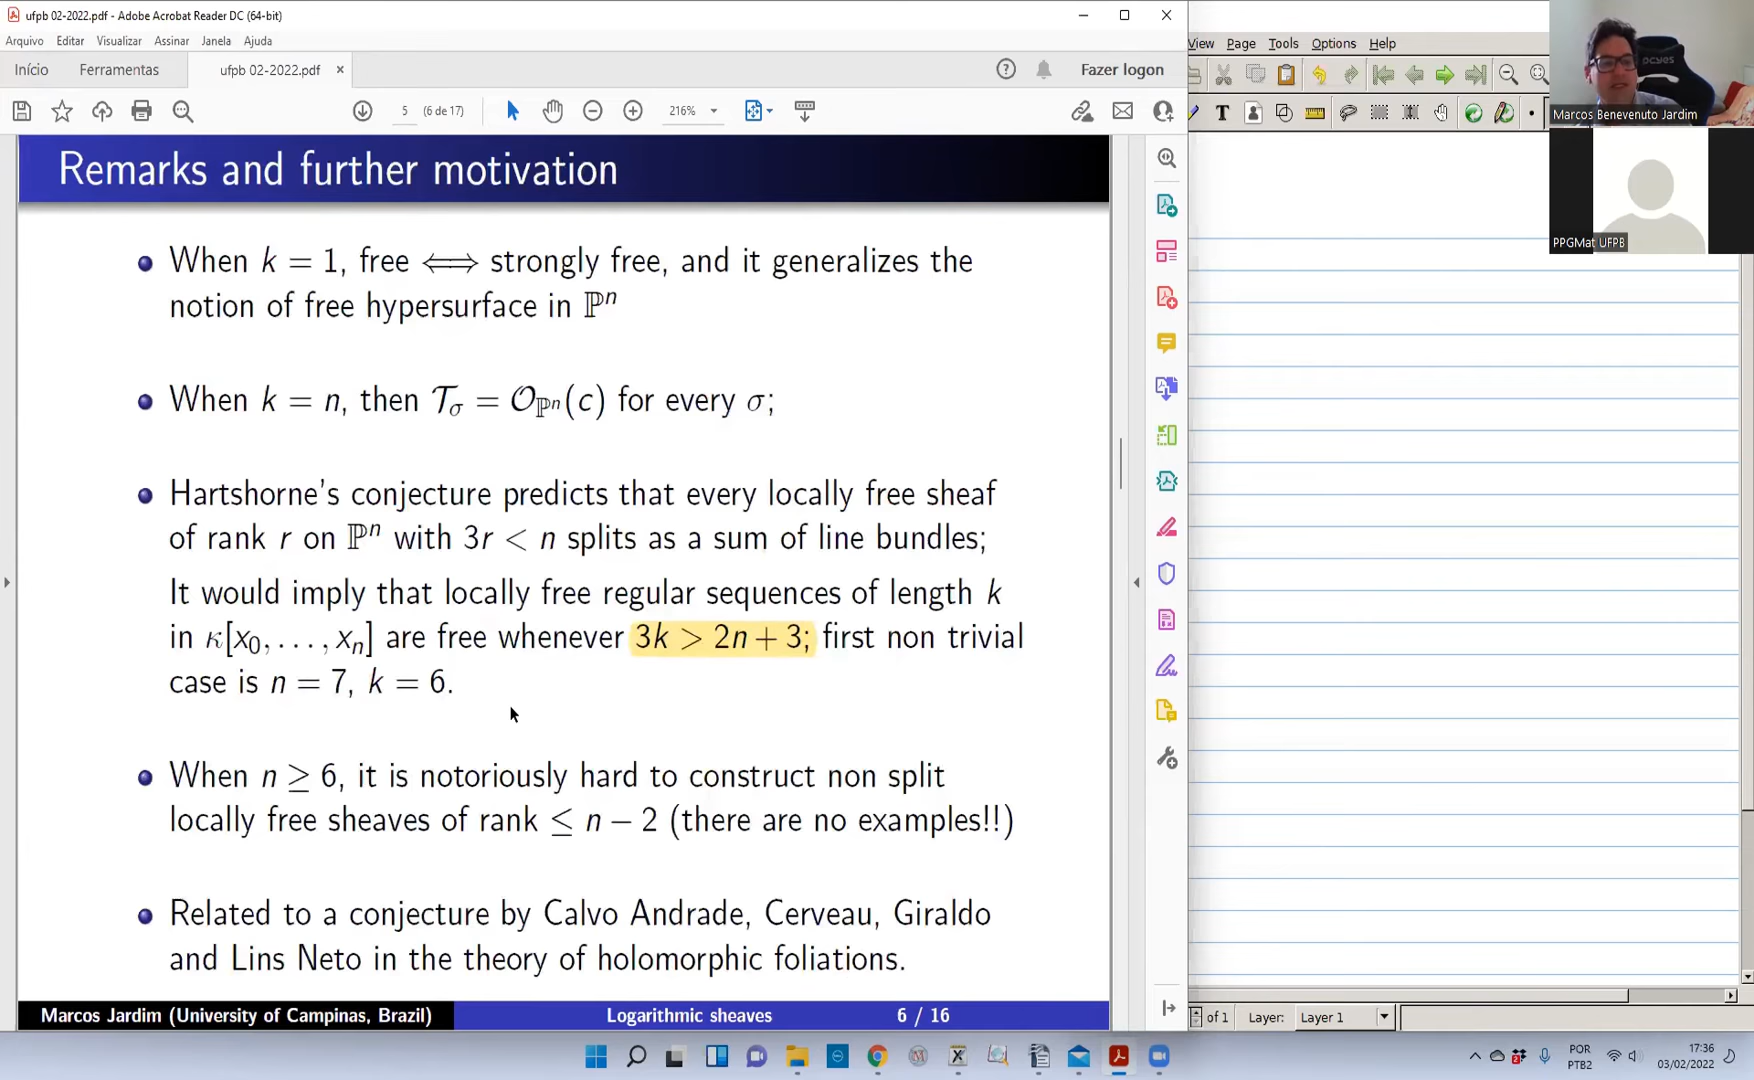 ufpb 02-2022.pdf - Adobe Acrobat Reader DC (64-bit)
Arquivo Editar Visualizar Assinar Janela Ajuda
Início Ferramentas ufpb 02-2022.pdf × Fazer logon
5 (6 de 17) 216%
Remarks and further motivation
When k = 1, free ⟺ strongly free, and it generalizes the
notion of free hypersurface in ℙⁿ
When k = n, then 𝒯_σ = 𝒪_ℙⁿ(c) for every σ;
Hartshorne's conjecture predicts that every locally free sheaf
of rank r on ℙⁿ with 3r < n splits as a sum of line bundles;
It would imply that locally free regular sequences of length k
in κ[x₀, . . . , xₙ] are free whenever 3k > 2n + 3; first non trivial
case is n = 7, k = 6.
When n ≥ 6, it is notoriously hard to construct non split
locally free sheaves of rank ≤ n − 2 (there are no examples!!)
Related to a conjecture by Calvo Andrade, Cerveau, Giraldo
and Lins Neto in the theory of holomorphic foliations.
Marcos Jardim (University of Campinas, Brazil) Logarithmic sheaves 6 / 16
View Page Tools Options Help
Marcos Benevenuto Jardim
PPGMat UFPB
of 1 Layer: Layer 1
POR
PTB2
17:36
03/02/2022